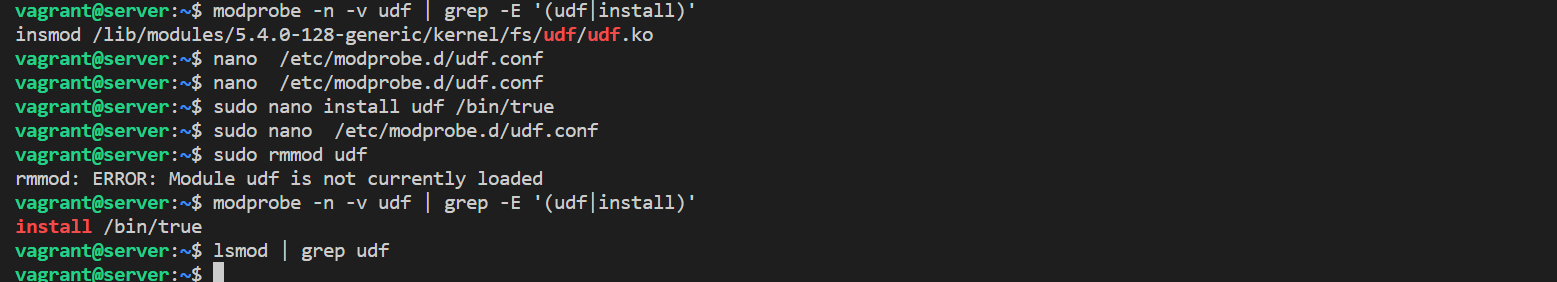 vagrant@server:~$ modprobe -n -v udf | grep -E '(udf|install)'
insmod /lib/modules/5.4.0-128-generic/kernel/fs/udf/udf.ko
vagrant@server:~$ nano  /etc/modprobe.d/udf.conf
vagrant@server:~$ nano  /etc/modprobe.d/udf.conf
vagrant@server:~$ sudo nano install udf /bin/true
vagrant@server:~$ sudo nano  /etc/modprobe.d/udf.conf
vagrant@server:~$ sudo rmmod udf
rmmod: ERROR: Module udf is not currently loaded
vagrant@server:~$ modprobe -n -v udf | grep -E '(udf|install)'
install /bin/true
vagrant@server:~$ lsmod | grep udf
vagrant@server:~$